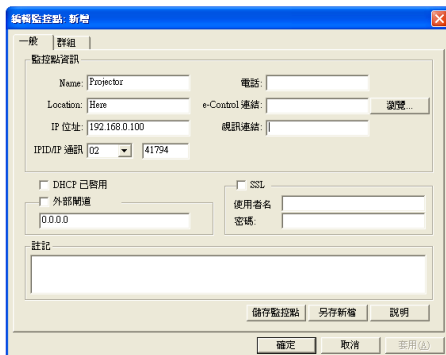 編輯監控點: 新增
一般 群組
監控點資訊
Name: Projector 電話:
Location: Here e-Control 連結: 瀏覽...
IP 位址: 192.168.0.100 視訊連結:
IPID/IP 通訊 02 41794
DHCP 已啓用 SSL
外部閘道 使用者名
0.0.0.0 密碼:
註記
儲存監控點 另存新檔 說明
確定 取消 套用(A)